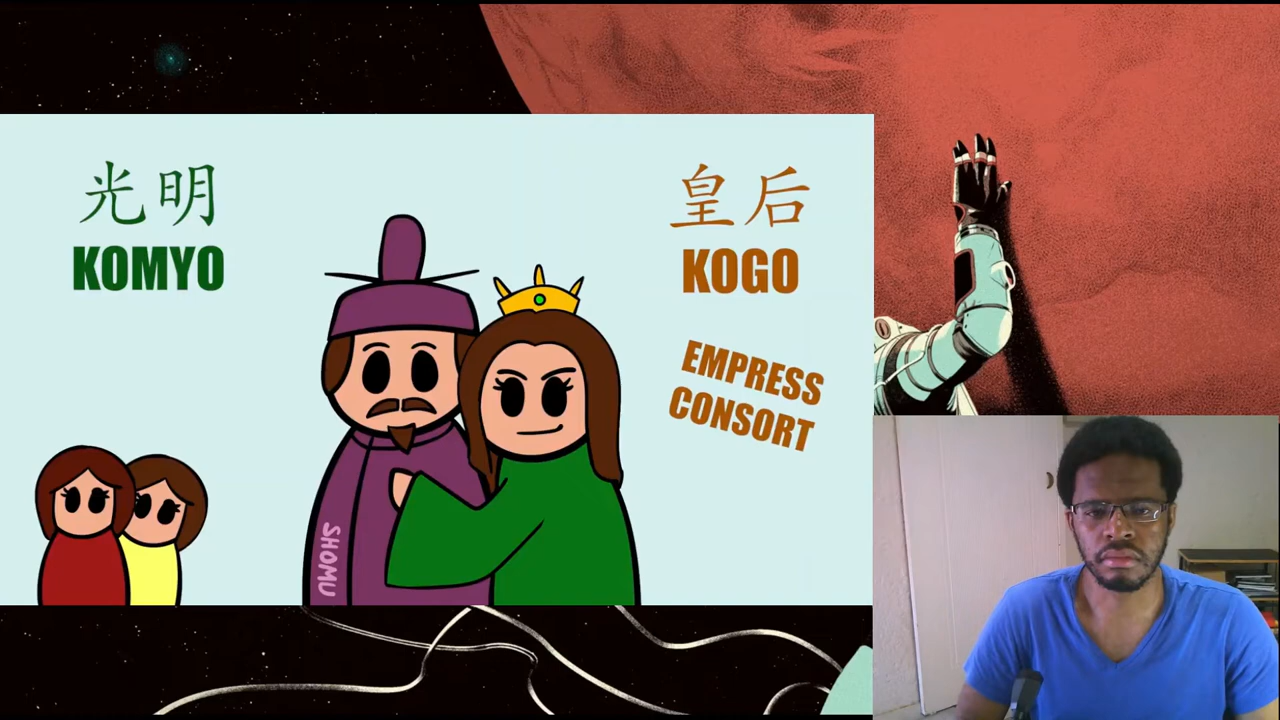 光明
KOMYO
皇后
KOGO
EMPRESS
CONSORT
SHOMU